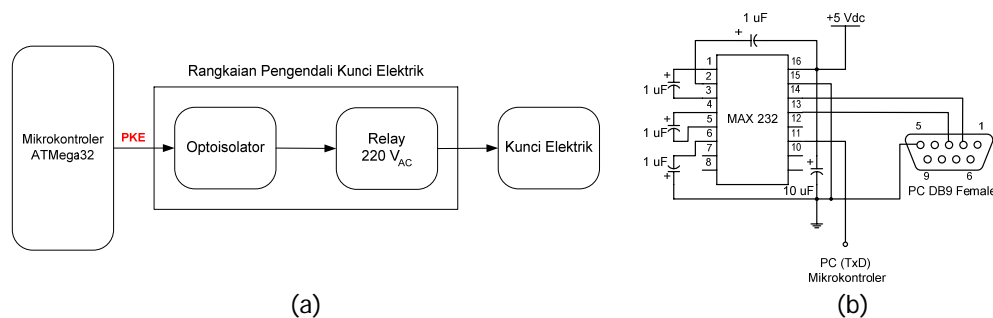 Rangkaian Pengendali Kunci Elektrik
Mikrokontroler
ATMega32
PKE
Optoisolator
Relay
220 VAC
Kunci Elektrik
(a)
1 uF
+
+5 Vdc
+
1 uF
1
2
3
4
5
6
7
8
MAX 232
16
15
14
13
12
11
10
+
1 uF
1 uF
+
+
10 uF
5
1
9
6
PC DB9 Female
PC (TxD)
Mikrokontroler
(b)